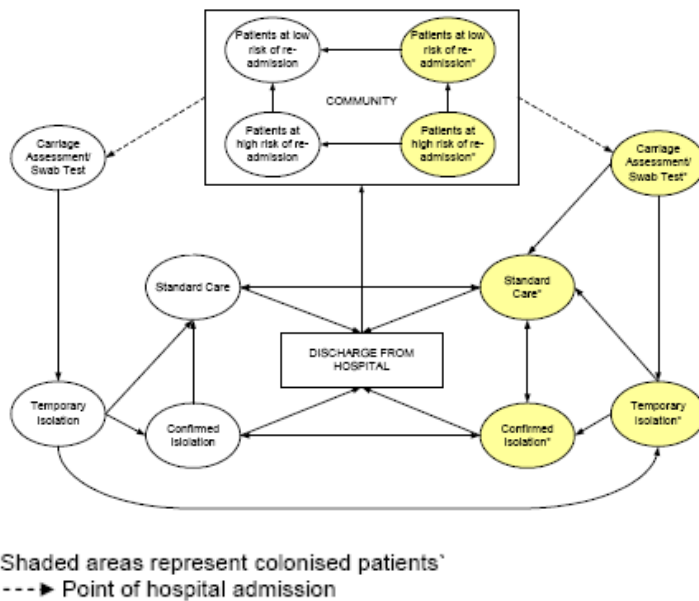 Patients at low
risk of re-
admission
Patients at low
risk of re-
admission*
COMMUNITY
Patients at
high risk of re-
admission
Patients at
high risk of re-
admission*
Carriage
Assessment/
Swab Test
Carriage
Assessment/
Swab Test*
Standard Care
Standard
Care*
DISCHARGE FROM
HOSPITAL
Temporary
Isolation
Confirmed
Isiolation
Confirmed
Isolation*
Temporary
Isolation*
Shaded areas represent colonised patients`
Point of hospital admission